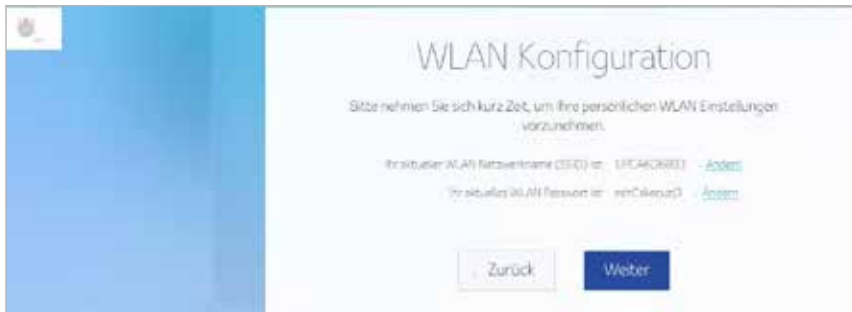 WLAN Konfiguration
Bitte nehmen Sie sich kurz Zeit, um Ihre persönlichen WLAN Einstellungen
vorzunehmen.
Ihr aktueller WLAN Netzwerkname (SSID) ist: - Ändern
Ihr aktuelles WLAN Passwort ist: - Ändern
Zurück Weiter